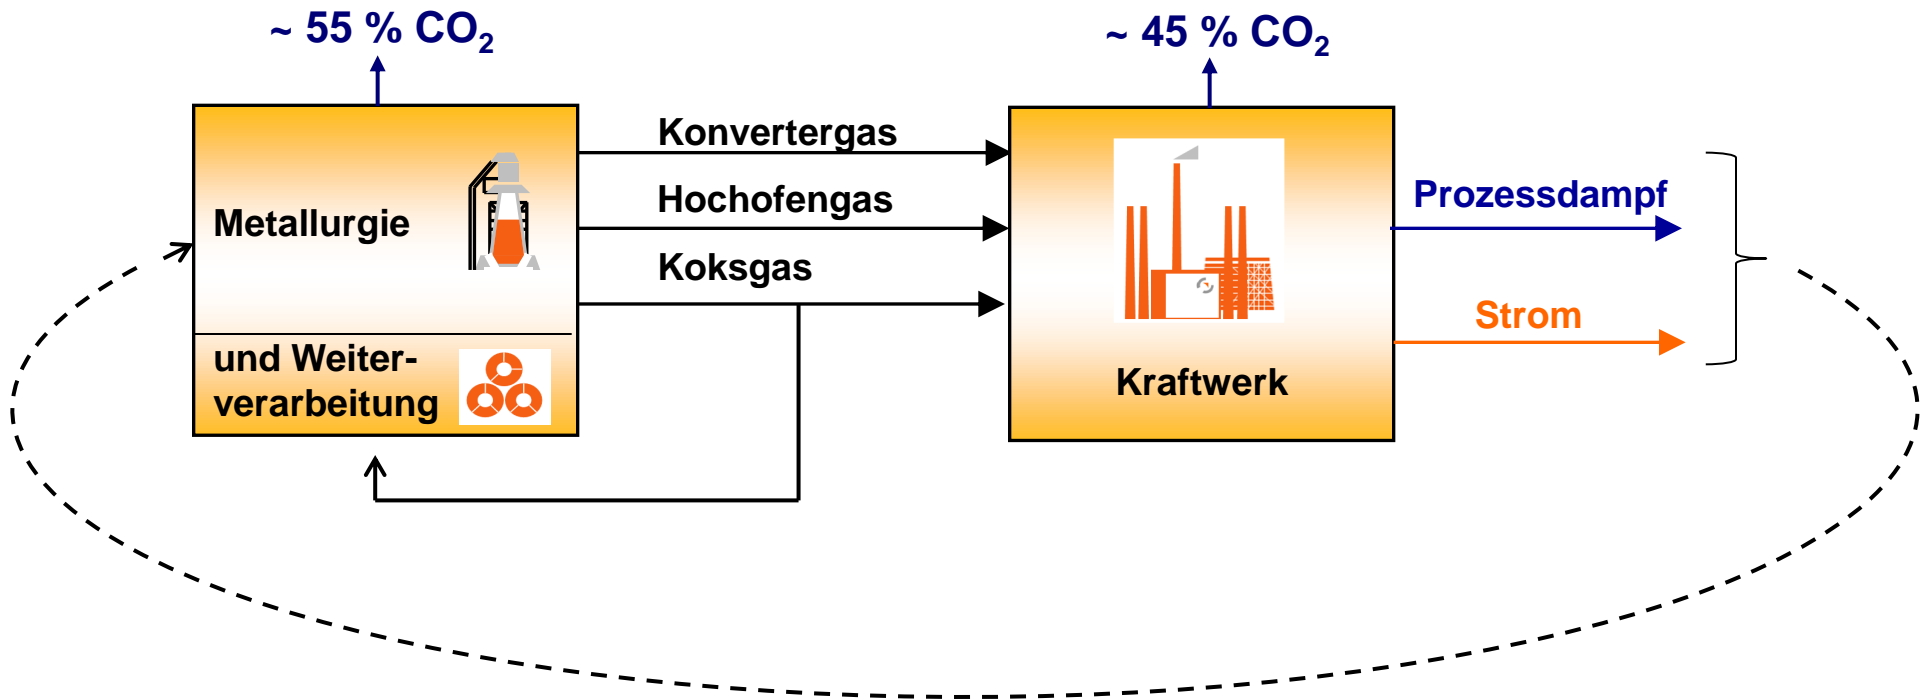 ~ 55 % CO₂
~ 45 % CO₂
Konvertergas
Hochofengas
Koksgas
Metallurgie
und Weiter-
verarbeitung
Kraftwerk
Prozessdampf
Strom